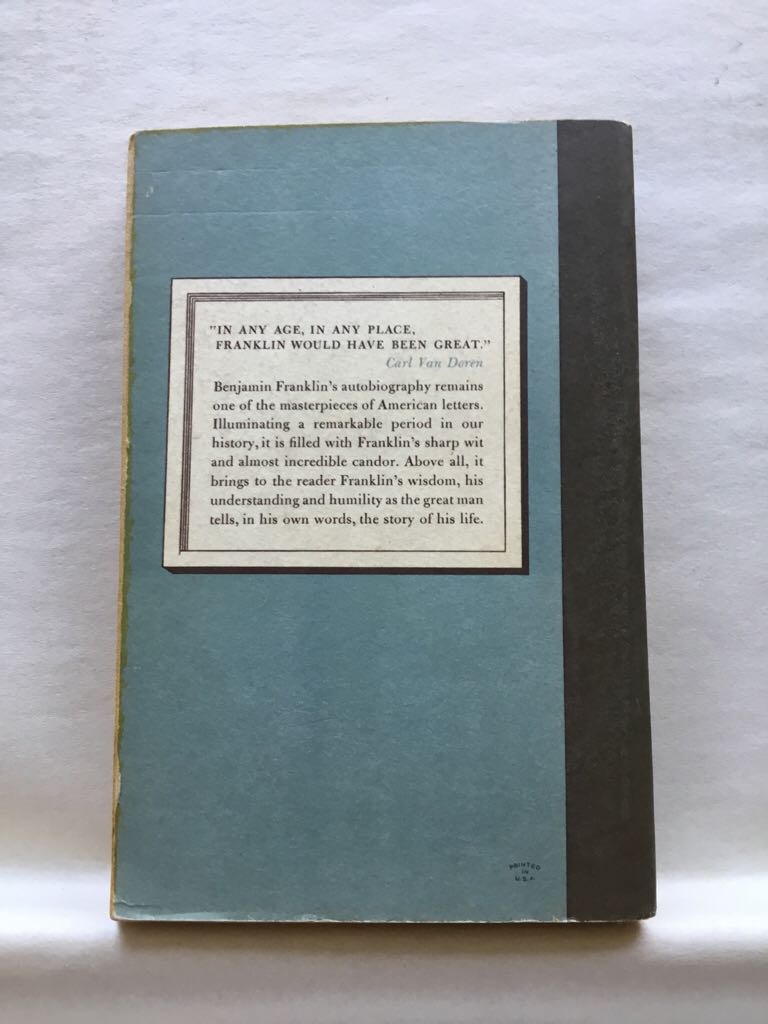 "IN ANY AGE, IN ANY PLACE,
FRANKLIN WOULD HAVE BEEN GREAT."
Carl Van Doren
Benjamin Franklin's autobiography remains
one of the masterpieces of American letters.
Illuminating a remarkable period in our
history, it is filled with Franklin's sharp wit
and almost incredible candor. Above all, it
brings to the reader Franklin's wisdom, his
understanding and humility as the great man
tells, in his own words, the story of his life.
PRINTED
IN
U.S.A.